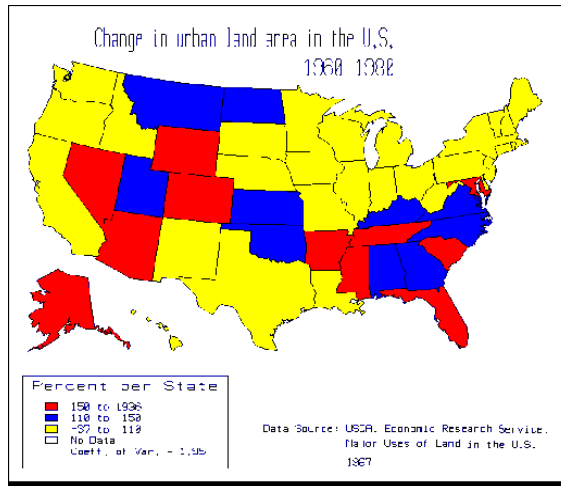 Change in urban land area in the U.S.
1960 1980
Percent per State
150 to 1936
110 to 150
-37 to 110
No Data
Coeff. of Var. - 1.95
Data Source: USDA. Economic Research Service.
Major Uses of Land in the U.S.
1987